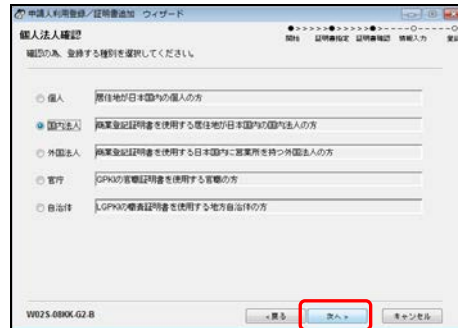 申請人利用登録／証明書追加 ウィザード
個人法人確認
●>>>>>●>>>>>●>----○----○
開始 証明書指定 証明書確認 情報入力
確認の為、登録する種別を選択してください。
個人 居住地が日本国内の個人の方
国内法人 商業登記証明書を使用する居住地が日本国内の国内法人の方
外国法人 商業登記証明書を使用する日本国内に営業所を持つ外国法人の方
官庁 GPKIの官職証明書を使用する官職の方
自治体 LGPKIの職責証明書を使用する地方自治体の方
W02S-08KK-G2-B
<戻る 次へ> キャンセル